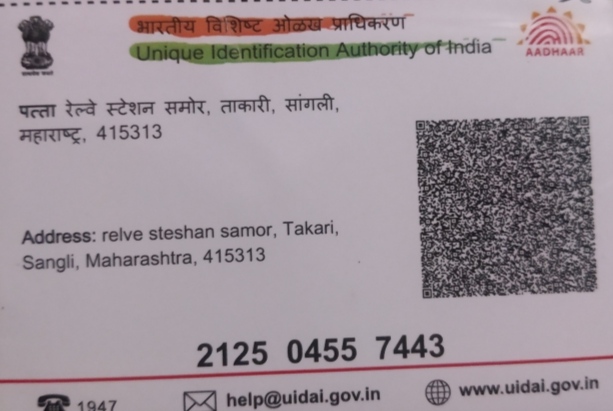 भारतीय विशिष्ट ओळख प्राधिकरण
Unique Identification Authority of India
AADHAAR
पत्ता रेल्वे स्टेशन समोर, ताकारी, सांगली,
महाराष्ट्र, 415313
Address: relve steshan samor, Takari,
Sangli, Maharashtra, 415313
2125 0455 7443
1947
help@uidai.gov.in
www.uidai.gov.in